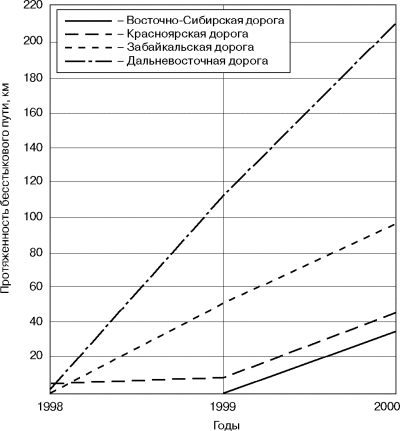 220
200
180
160
140
120
100
80
60
40
20
Протяженность бесстыкового пути, км
– Восточно-Сибирская дорога
– Красноярская дорога
– Забайкальская дорога
– Дальневосточная дорога
1998
1999
2000
Годы